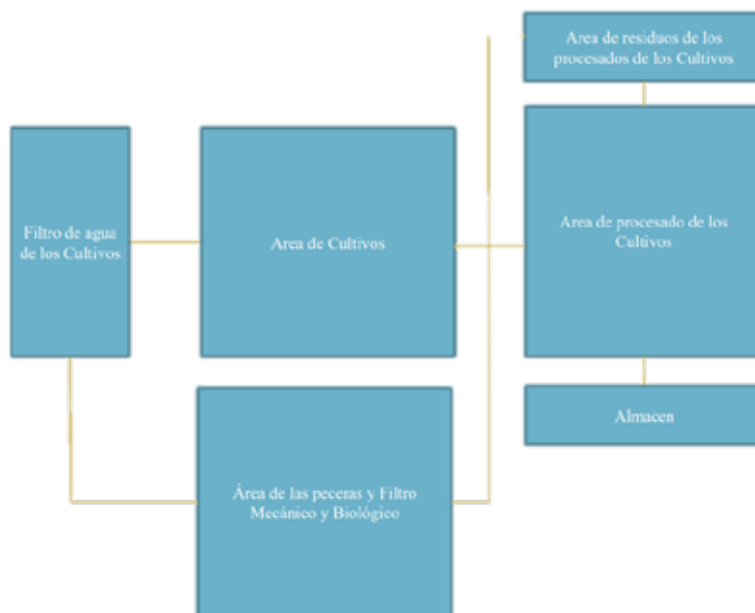 Area de residuos de los
procesados de los Cultivos
Filtro de agua
de los Cultivos
Area de Cultivos
Area de procesado de los
Cultivos
Almacen
Área de las peceras y Filtro
Mecánico y Biológico